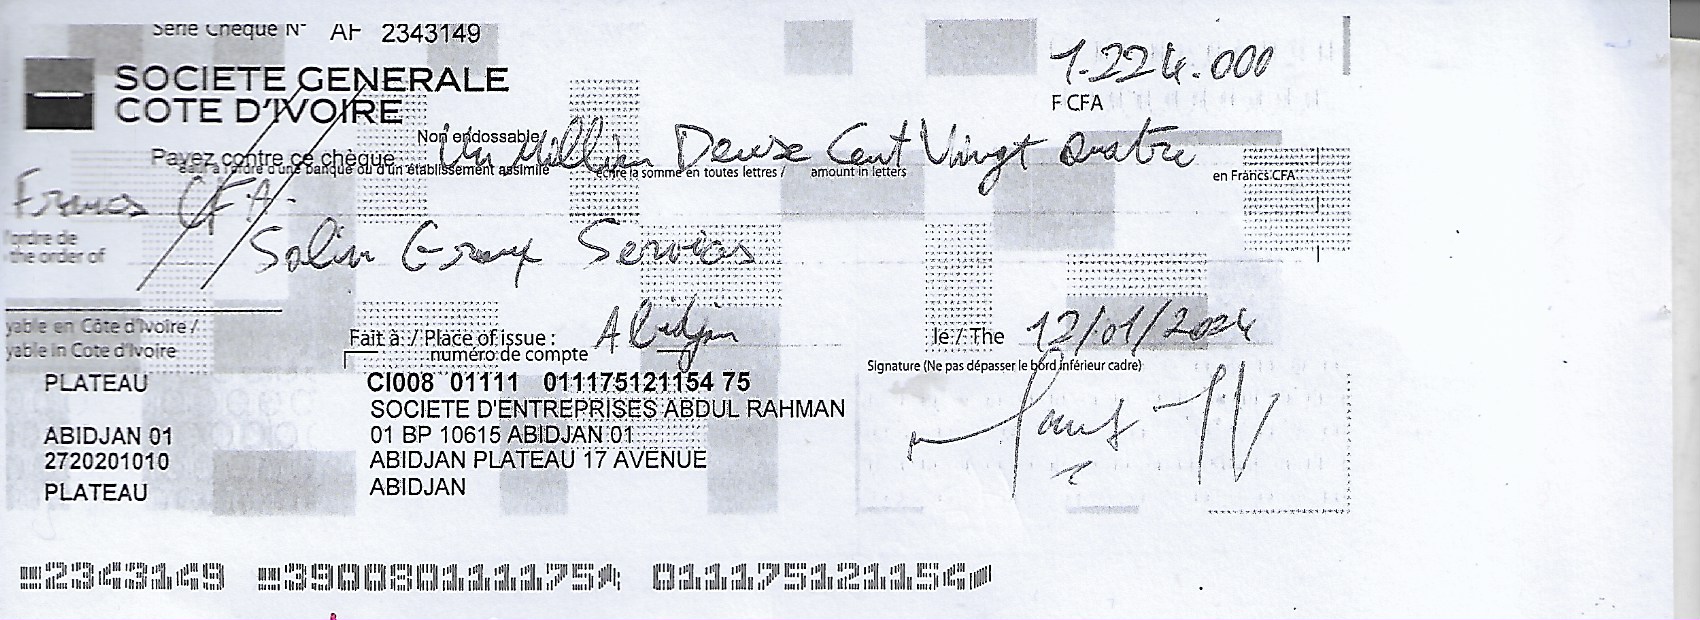 Série Chèque N° AF 2343149
1.224.000
F CFA
SOCIETE GENERALE
COTE D'IVOIRE
Non endossable
Payez contre ce chèque Un Million Deux Cent Vingt Quatre
sauf à l'ordre d'une banque ou d'un établissement assimilé
écrire la somme en toutes lettres / amount in letters
en Francs CFA
Francs CFA.
l'ordre de
the order of
Solin Groupe Services
yable en Côte d'Ivoire /
yable in Cote d'Ivoire
Fait à : / Place of issue : Abidjan
le / The 12/01/2024
numéro de compte
Signature (Ne pas dépasser le bord inférieur cadre)
PLATEAU
CI008 01111 011175121154 75
SOCIETE D'ENTREPRISES ABDUL RAHMAN
ABIDJAN 01
01 BP 10615 ABIDJAN 01
2720201010
ABIDJAN PLATEAU 17 AVENUE
PLATEAU
ABIDJAN
2343149 390080111175 011175121154